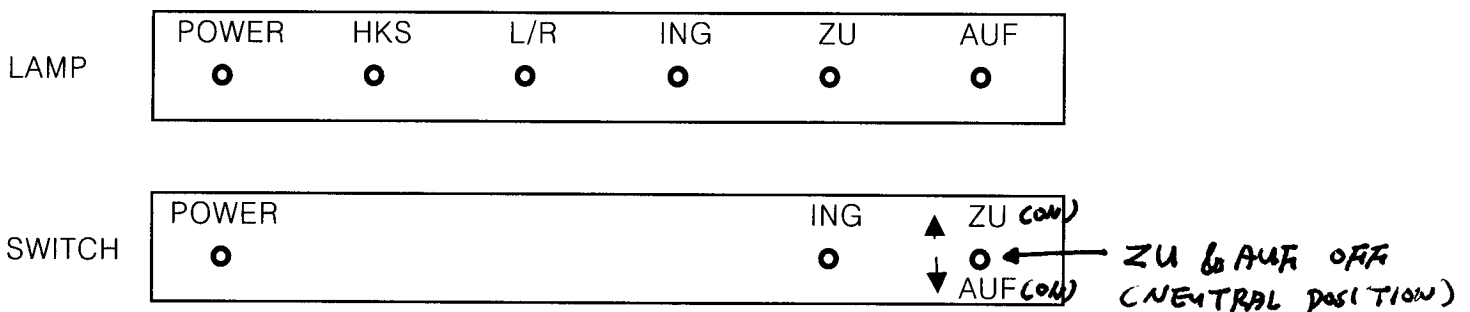 POWER HKS L/R ING ZU AUF
LAMP
POWER ING ZU (ON)
SWITCH
AUF (ON)
ZU & AUF OFF
(NEUTRAL POSITION)